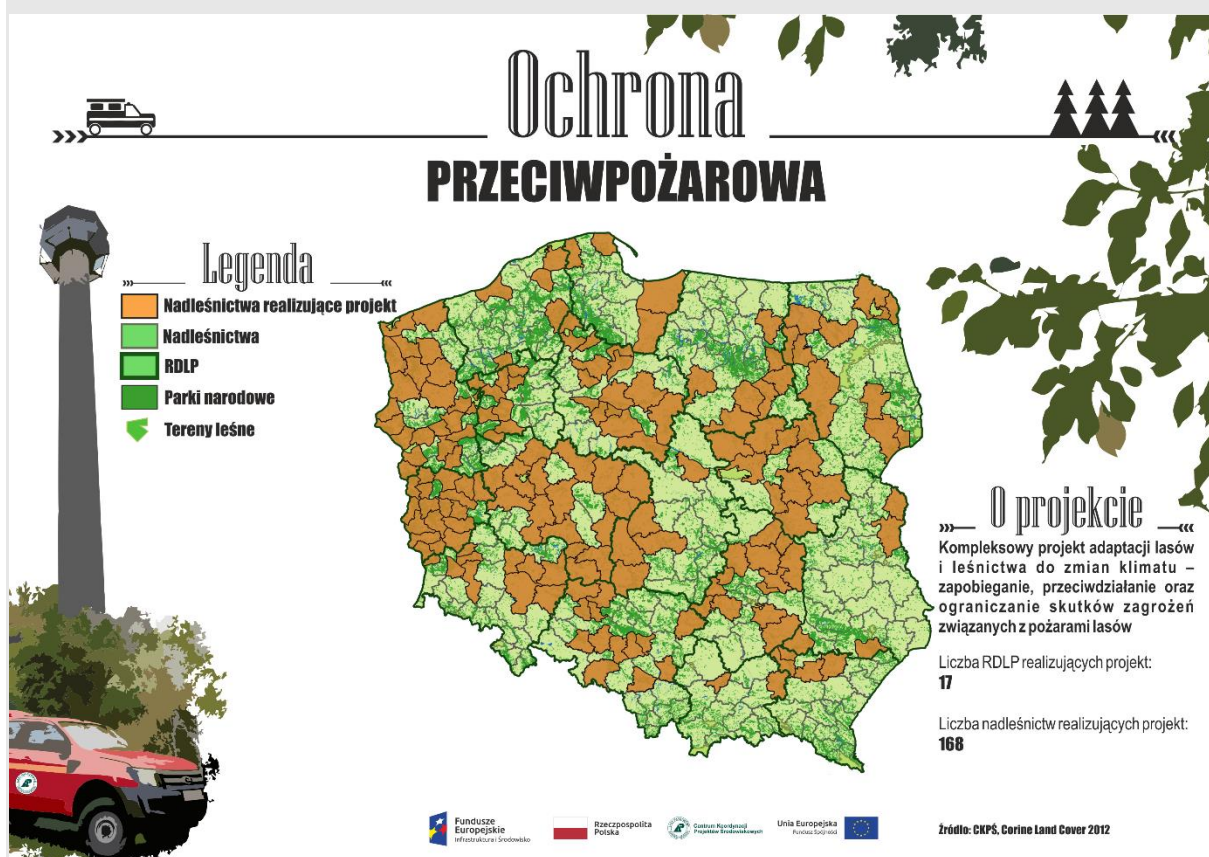 Ochrona
PRZECIWPOŻAROWA
Legenda
Nadleśnictwa realizujące projekt
Nadleśnictwa
RDLP
Parki narodowe
Tereny leśne
O projekcie
Kompleksowy projekt adaptacji lasów
i leśnictwa do zmian klimatu –
zapobieganie, przeciwdziałanie oraz
ograniczanie skutków zagrożeń
związanych z pożarami lasów
Liczba RDLP realizujących projekt:
17
Liczba nadleśnictw realizujących projekt:
168
Fundusze
Europejskie
Infrastruktura i Środowisko
Rzeczpospolita
Polska
Centrum Koordynacji
Projektów Środowiskowych
Unia Europejska
Fundusz Spójności
Źródło: CKPŚ, Corine Land Cover 2012